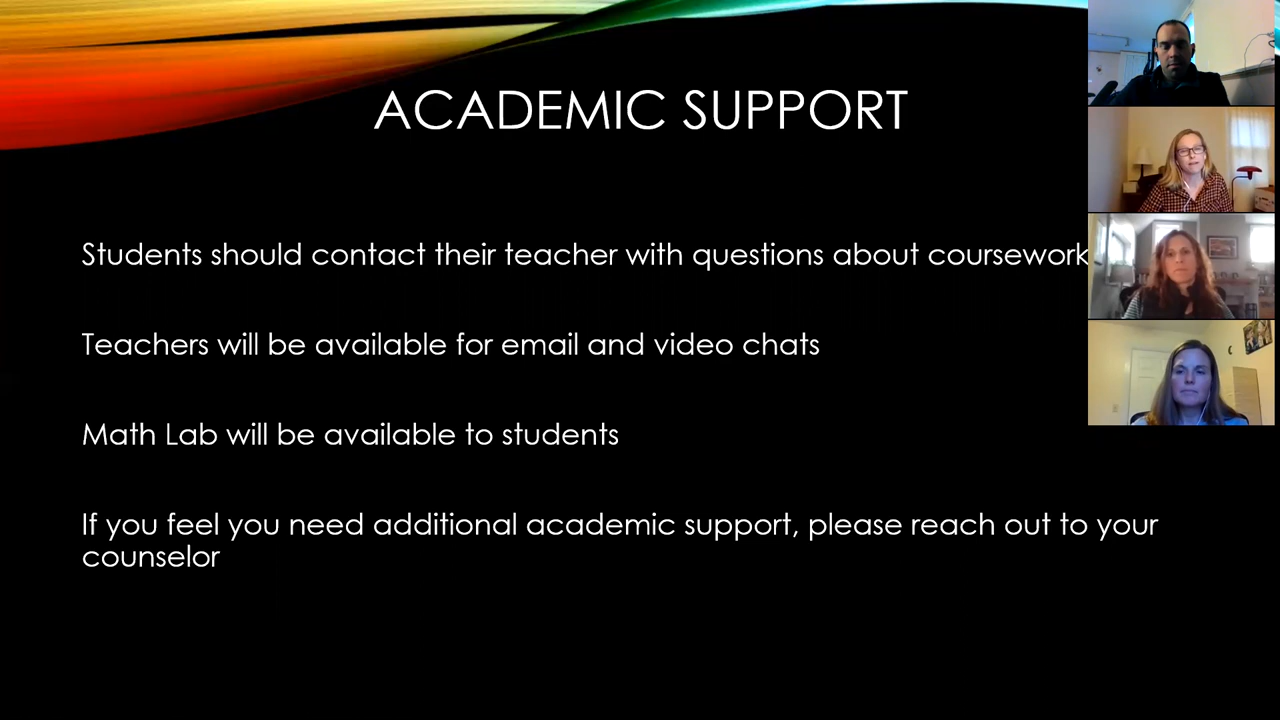 ACADEMIC SUPPORT
Students should contact their teacher with questions about coursework
Teachers will be available for email and video chats
Math Lab will be available to students
If you feel you need additional academic support, please reach out to your
counselor